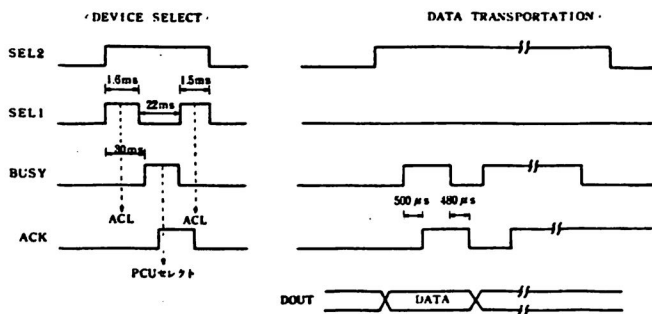 ・DEVICE SELECT・
DATA TRANSPORTATION・
SEL2
1.6ms
1.5ms
22ms
SEL1
30ms
BUSY
500μs
480μs
ACL
ACL
ACK
PCUセレクト
DOUT
DATA